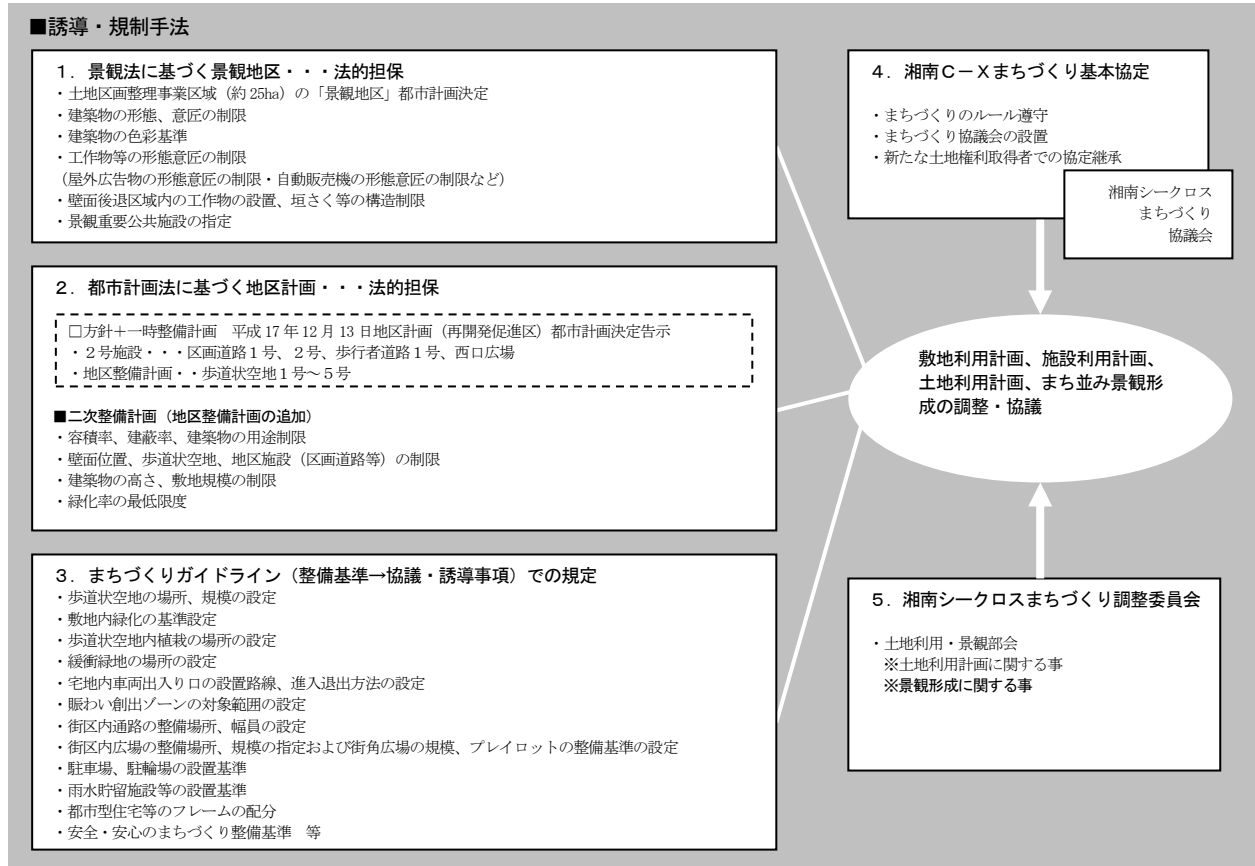 ■誘導・規制手法
１．景観法に基づく景観地区・・・法的担保
・土地区画整理事業区域（約 25ha）の「景観地区」都市計画決定
・建築物の形態、意匠の制限
・建築物の色彩基準
・工作物等の形態意匠の制限
（屋外広告物の形態意匠の制限・自動販売機の形態意匠の制限など）
・壁面後退区域内の工作物の設置、垣さく等の構造制限
・景観重要公共施設の指定
２．都市計画法に基づく地区計画・・・法的担保
□方針＋一時整備計画　平成 17 年 12 月 13 日地区計画（再開発促進区）都市計画決定告示
・２号施設・・・区画道路１号、２号、歩行者道路１号、西口広場
・地区整備計画・・歩道状空地１号～５号
■二次整備計画（地区整備計画の追加）
・容積率、建蔽率、建築物の用途制限
・壁面位置、歩道状空地、地区施設（区画道路等）の制限
・建築物の高さ、敷地規模の制限
・緑化率の最低限度
３．まちづくりガイドライン（整備基準→協議・誘導事項）での規定
・歩道状空地の場所、規模の設定
・敷地内緑化の基準設定
・歩道状空地内植栽の場所の設定
・緩衝緑地の場所の設定
・宅地内車両出入り口の設置路線、進入退出方法の設定
・賑わい創出ゾーンの対象範囲の設定
・街区内通路の整備場所、幅員の設定
・街区内広場の整備場所、規模の指定および街角広場の規模、プレイロットの整備基準の設定
・駐車場、駐輪場の設置基準
・雨水貯留施設等の設置基準
・都市型住宅等のフレームの配分
・安全・安心のまちづくり整備基準　等
４．湘南Ｃ－Ｘまちづくり基本協定
・まちづくりのルール遵守
・まちづくり協議会の設置
・新たな土地権利取得者での協定継承
湘南シークロス
まちづくり
協議会
敷地利用計画、施設利用計画、
土地利用計画、まち並み景観形
成の調整・協議
５．湘南シークロスまちづくり調整委員会
・土地利用・景観部会
※土地利用計画に関する事
※景観形成に関する事